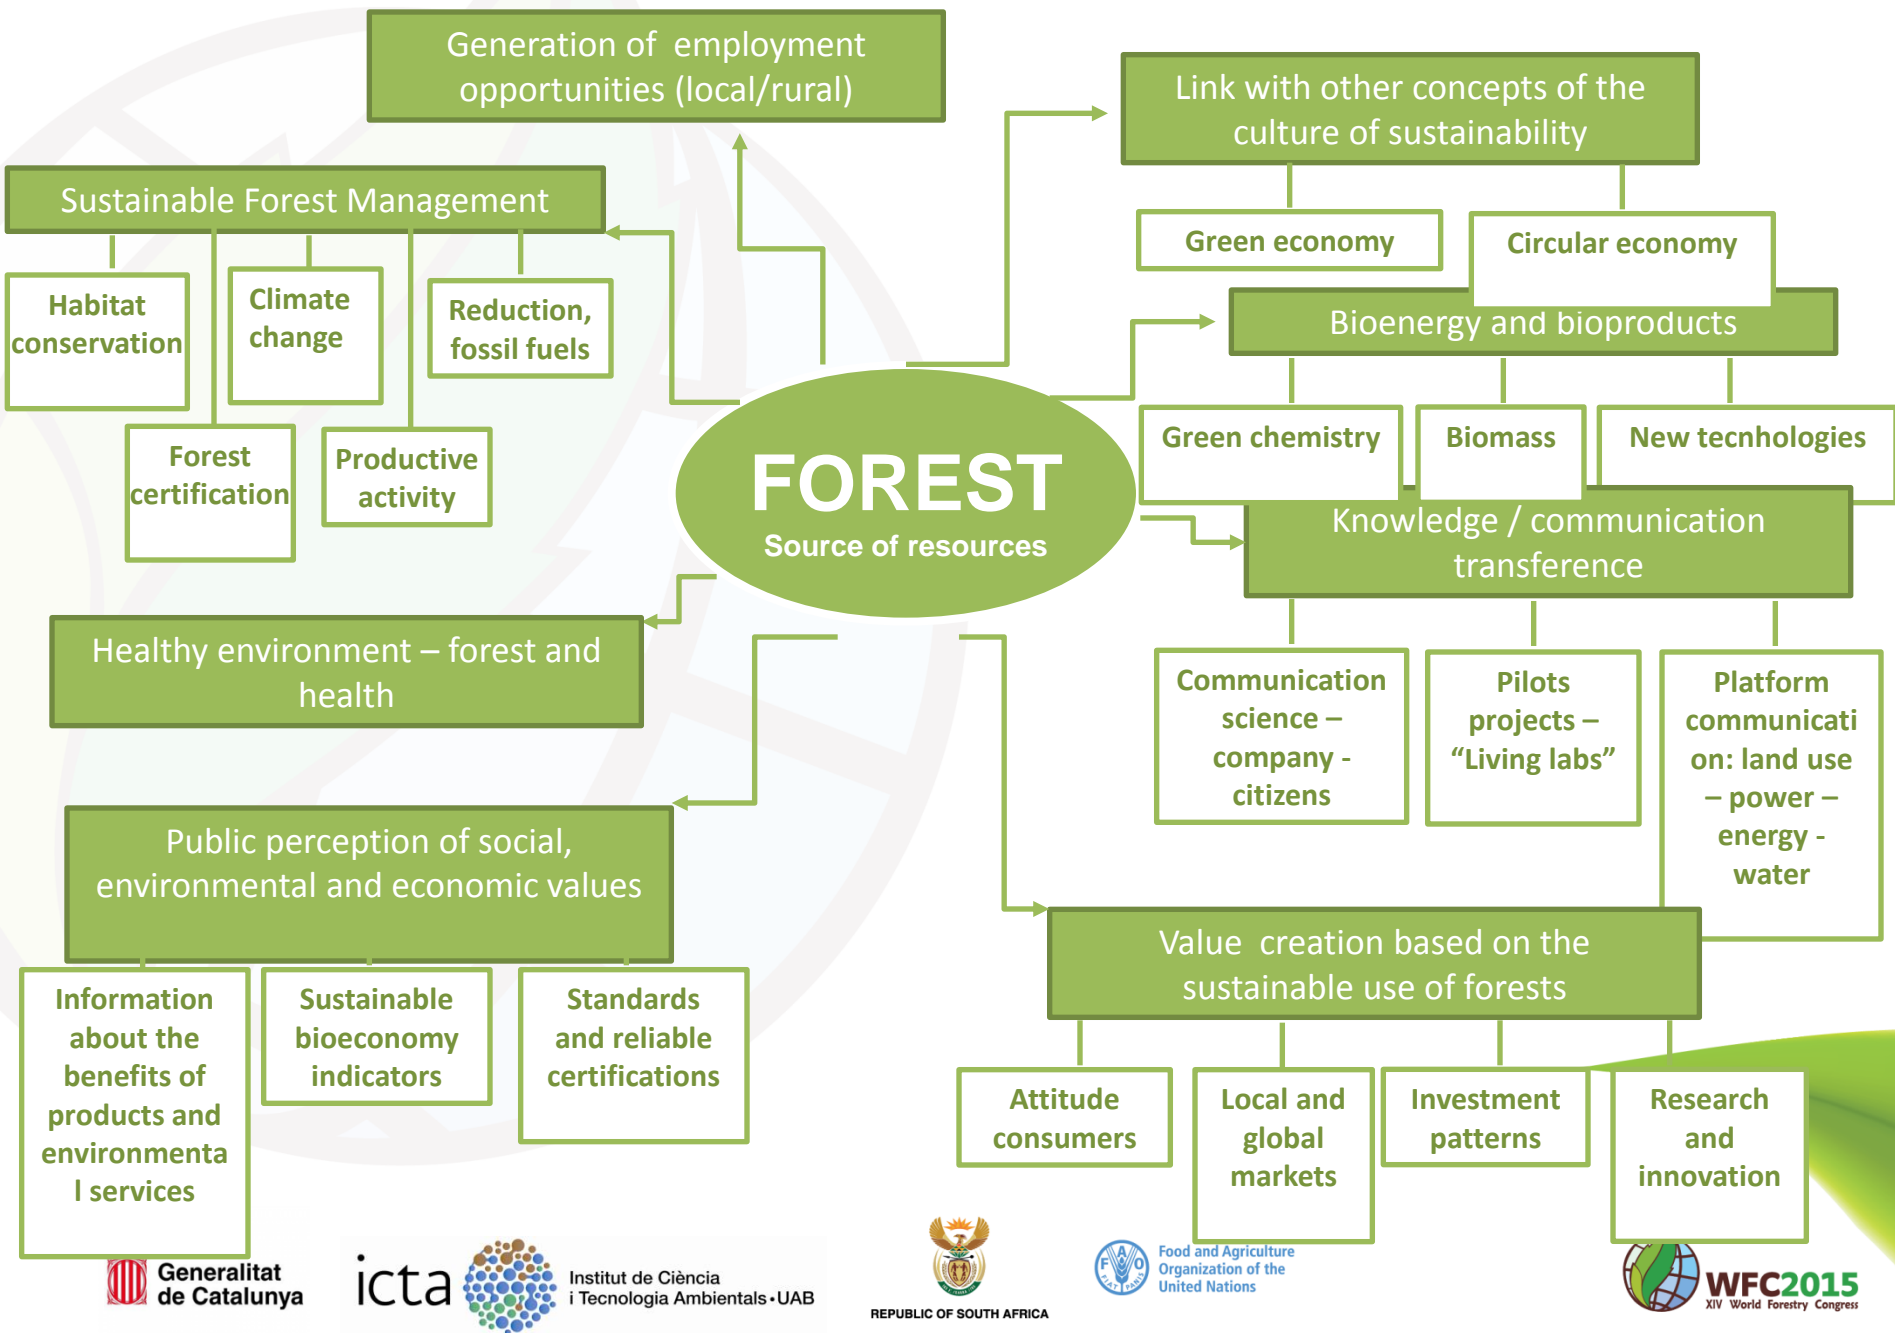 Generation of employment
opportunities (local/rural)
Link with other concepts of the
culture of sustainability
Green economy
Circular economy
Sustainable Forest Management
Habitat
conservation
Climate
change
Reduction,
fossil fuels
Forest
certification
Productive
activity
Bioenergy and bioproducts
Green chemistry
Biomass
New tecnhologies
FOREST
Source of resources
Knowledge / communication
transference
Communication
science –
company -
citizens
Pilots
projects –
“Living labs”
Platform
communicati
on: land use
– power –
energy -
water
Healthy environment – forest and
health
Public perception of social,
environmental and economic values
Information
about the
benefits of
products and
environmenta
l services
Sustainable
bioeconomy
indicators
Standards
and reliable
certifications
Value creation based on the
sustainable use of forests
Attitude
consumers
Local and
global
markets
Investment
patterns
Research
and
innovation
Generalitat
de Catalunya
icta
Institut de Ciència
i Tecnologia Ambientals·UAB
REPUBLIC OF SOUTH AFRICA
FAO
FIAT PANIS
Food and Agriculture
Organization of the
United Nations
WFC2015
XIV World Forestry Congress